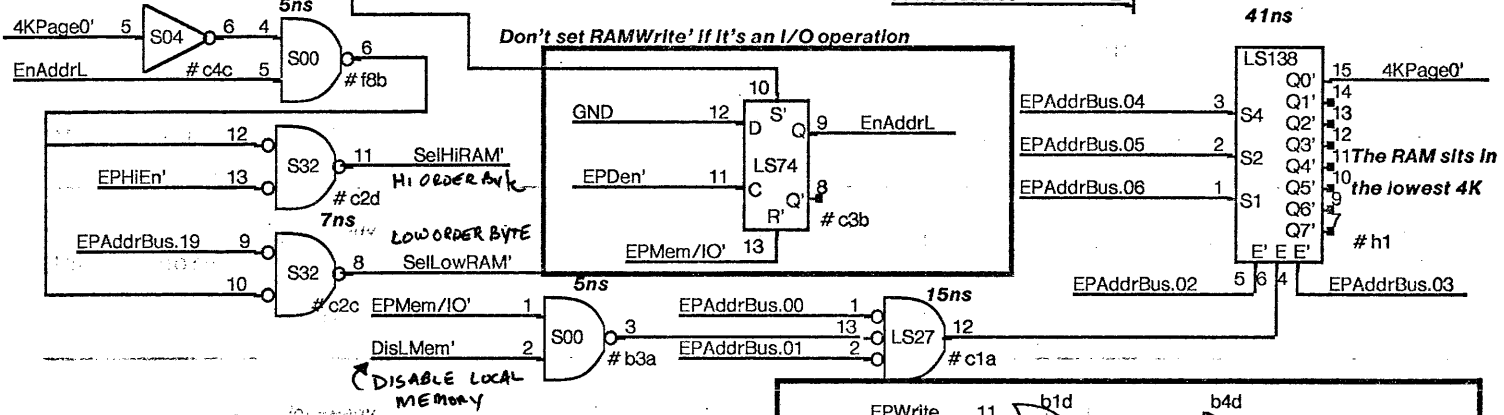 5ns
41ns
4KPage0'
5
S04
6
4
S00
6
#c4c
EnAddrL
5
#f8b
Don't set RAMWrite' if it's an I/O operation
10
S'
GND
12
D
Q
9
EnAddrL
LS74
EPDen'
11
C
Q'
8
#c3b
R'
EPMem/IO'
13
LS138
Q0'
15
4KPage0'
Q1'
14
EPAddrBus.04
3
S4
Q2'
13
Q3'
12
EPAddrBus.05
2
S2
Q4'
11
The RAM sits in
Q5'
10
the lowest 4K
EPAddrBus.06
1
S1
Q6'
9
Q7'
7
#h1
E' E E'
5 6 4
EPAddrBus.02
EPAddrBus.03
12
S32
11
SelHiRAM'
EPHiEn'
13
HI ORDER Byte
#c2d
7ns
LOW ORDER BYTE
EPAddrBus.19
9
S32
8
SelLowRAM'
10
#c2c
5ns
EPMem/IO'
1
S00
3
DisLMem'
2
#b3a
DISABLE LOCAL
MEMORY
15ns
EPAddrBus.00
1
13
LS27
12
EPAddrBus.01
2
#c1a
EPWrite
11
b1d
b4d